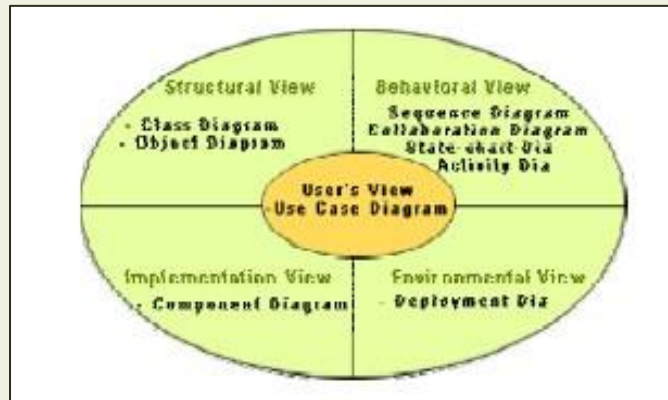 Structural View
- Class Diagram
- Object Diagram
Behavioral View
Sequence Diagram
Collaboration Diagram
State-chart Dia
Activity Dia
User's View
-Use Case Diagram
Implementation View
- Component Diagram
Environmental View
- Deployment Dia